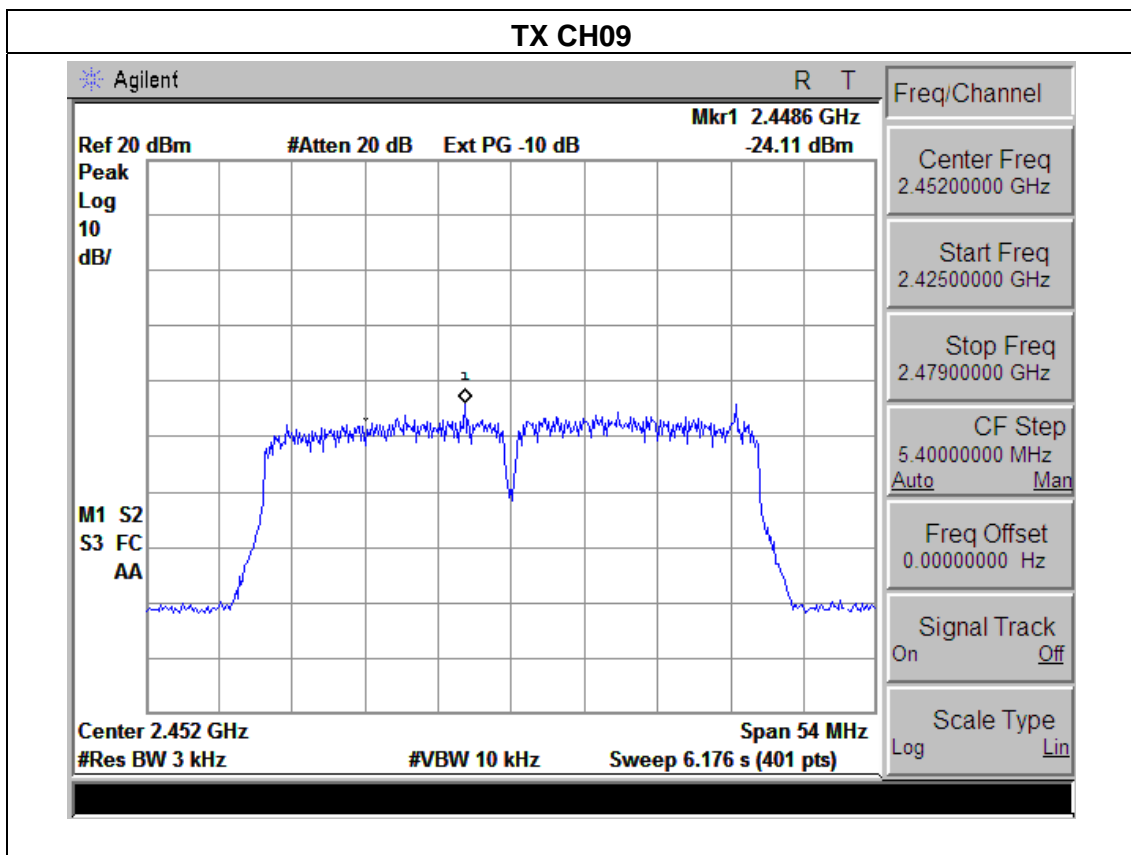 TX CH09
Agilent R T
Mkr1 2.4486 GHz
Ref 20 dBm #Atten 20 dB Ext PG -10 dB -24.11 dBm
Peak
Log
10
dB/
1
M1 S2
S3 FC
AA
Center 2.452 GHz Span 54 MHz
#Res BW 3 kHz #VBW 10 kHz Sweep 6.176 s (401 pts)
Freq/Channel
Center Freq
2.45200000 GHz
Start Freq
2.42500000 GHz
Stop Freq
2.47900000 GHz
CF Step
5.40000000 MHz
Auto Man
Freq Offset
0.00000000 Hz
Signal Track
On Off
Scale Type
Log Lin